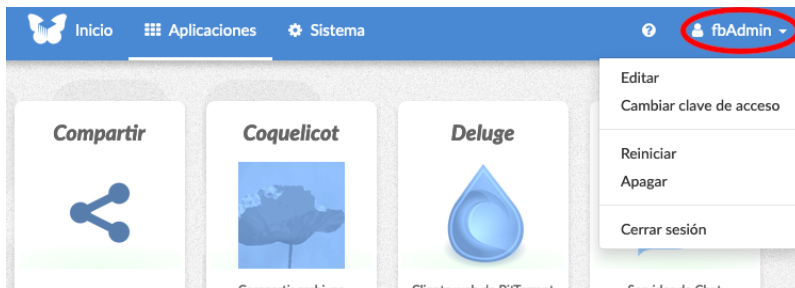 Inicio Aplicaciones Sistema fbAdmin
Editar
Cambiar clave de acceso
Reiniciar
Apagar
Cerrar sesión
Compartir Coquelicot Deluge